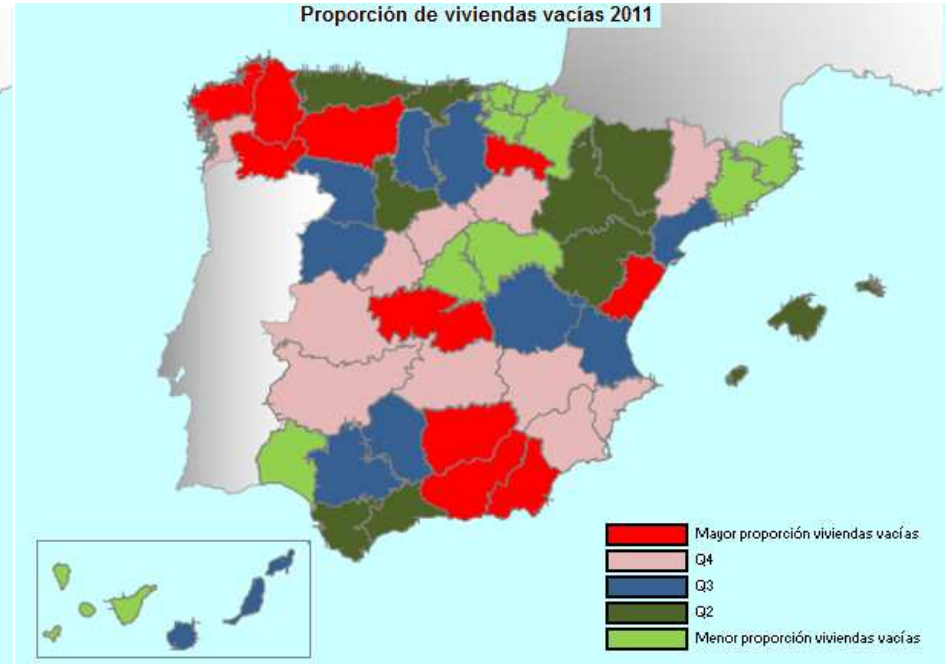 Proporción de viviendas vacías 2011
Mayor proporción viviendas vacías
Q4
Q3
Q2
Menor proporción viviendas vacías